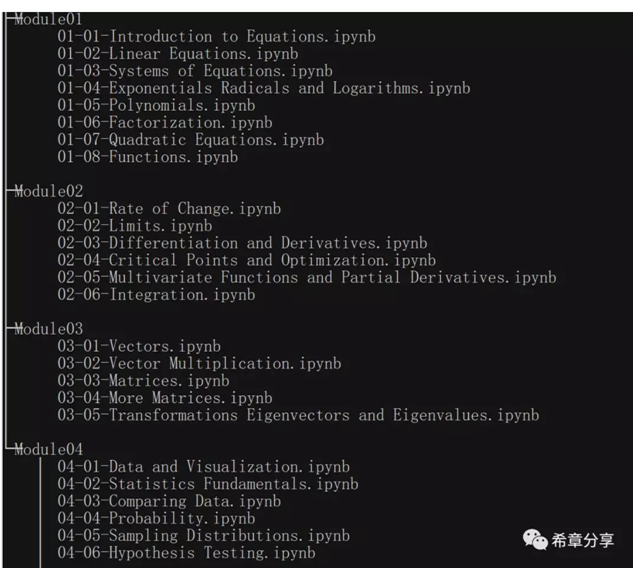 Module01
01-01-Introduction to Equations.ipynb
01-02-Linear Equations.ipynb
01-03-Systems of Equations.ipynb
01-04-Exponentials Radicals and Logarithms.ipynb
01-05-Polynomials.ipynb
01-06-Factorization.ipynb
01-07-Quadratic Equations.ipynb
01-08-Functions.ipynb
Module02
02-01-Rate of Change.ipynb
02-02-Limits.ipynb
02-03-Differentiation and Derivatives.ipynb
02-04-Critical Points and Optimization.ipynb
02-05-Multivariate Functions and Partial Derivatives.ipynb
02-06-Integration.ipynb
Module03
03-01-Vectors.ipynb
03-02-Vector Multiplication.ipynb
03-03-Matrices.ipynb
03-04-More Matrices.ipynb
03-05-Transformations Eigenvectors and Eigenvalues.ipynb
Module04
04-01-Data and Visualization.ipynb
04-02-Statistics Fundamentals.ipynb
04-03-Comparing Data.ipynb
04-04-Probability.ipynb
04-05-Sampling Distributions.ipynb
04-06-Hypothesis Testing.ipynb
希章分享